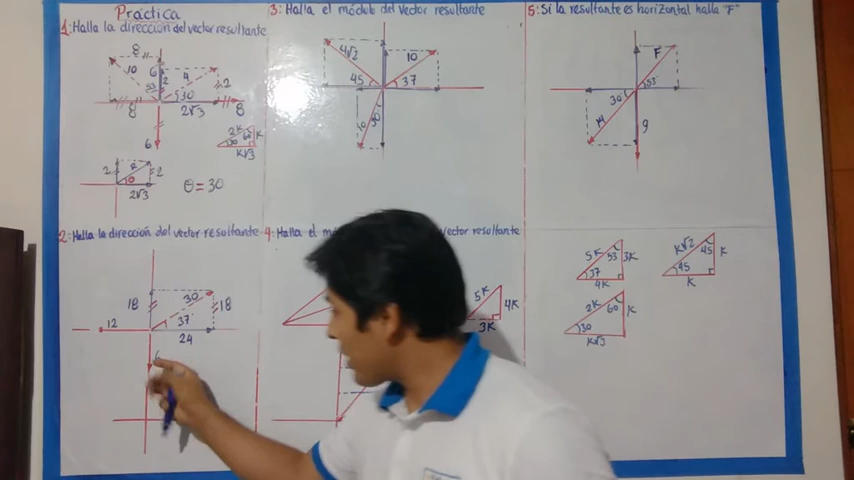 Práctica
1: Halla la dirección del vector resultante
8
10
6
2
4
53
30
2
8
2√3
8
6
2k
60
k
30
k√3
2
R
2
θ
2√3
θ = 30
2: Halla la dirección del vector resultante
18
30
18
12
37
24
6
3: Halla el módulo del vector resultante
4√2
10
45
37
10
30
4: Halla el
vector resultante
5k
4k
3k
5: Si la resultante es horizontal halla "F"
F
53
30
9
5k
53
3k
37
4k
k√2
45
k
45
k
2k
60
k
30
k√3